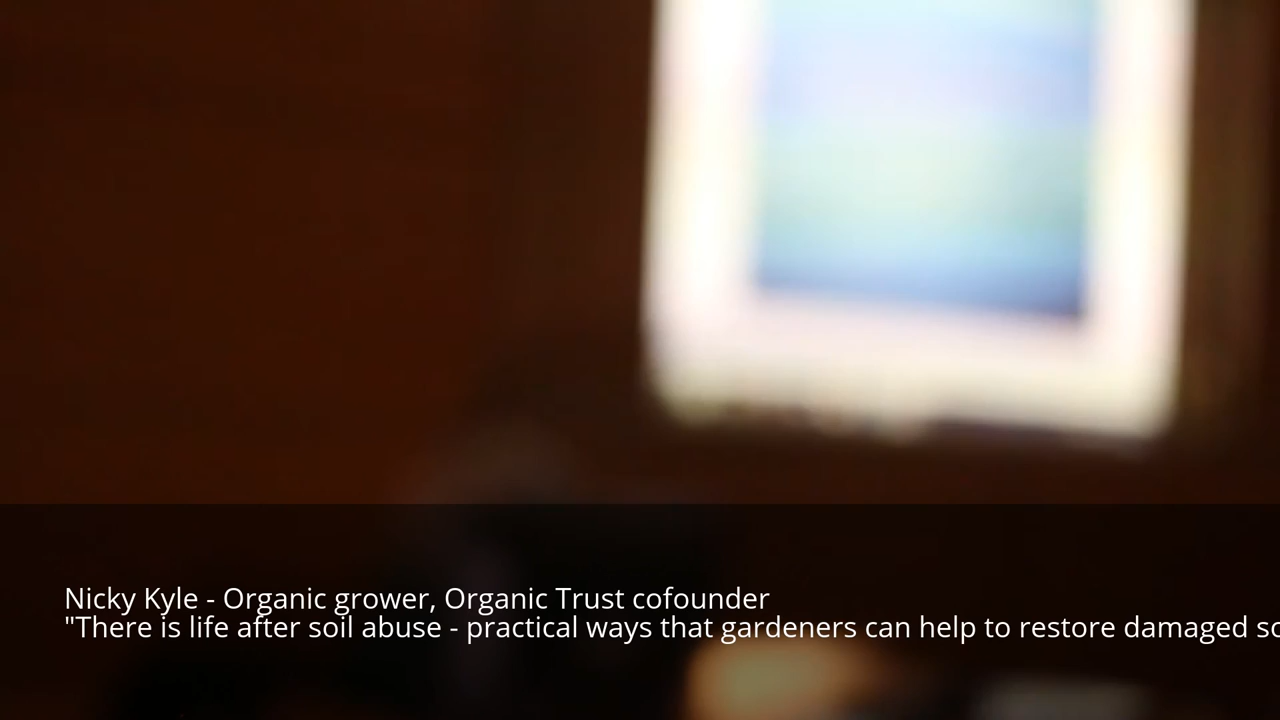 Nicky Kyle - Organic grower, Organic Trust cofounder
"There is life after soil abuse - practical ways that gardeners can help to restore damaged